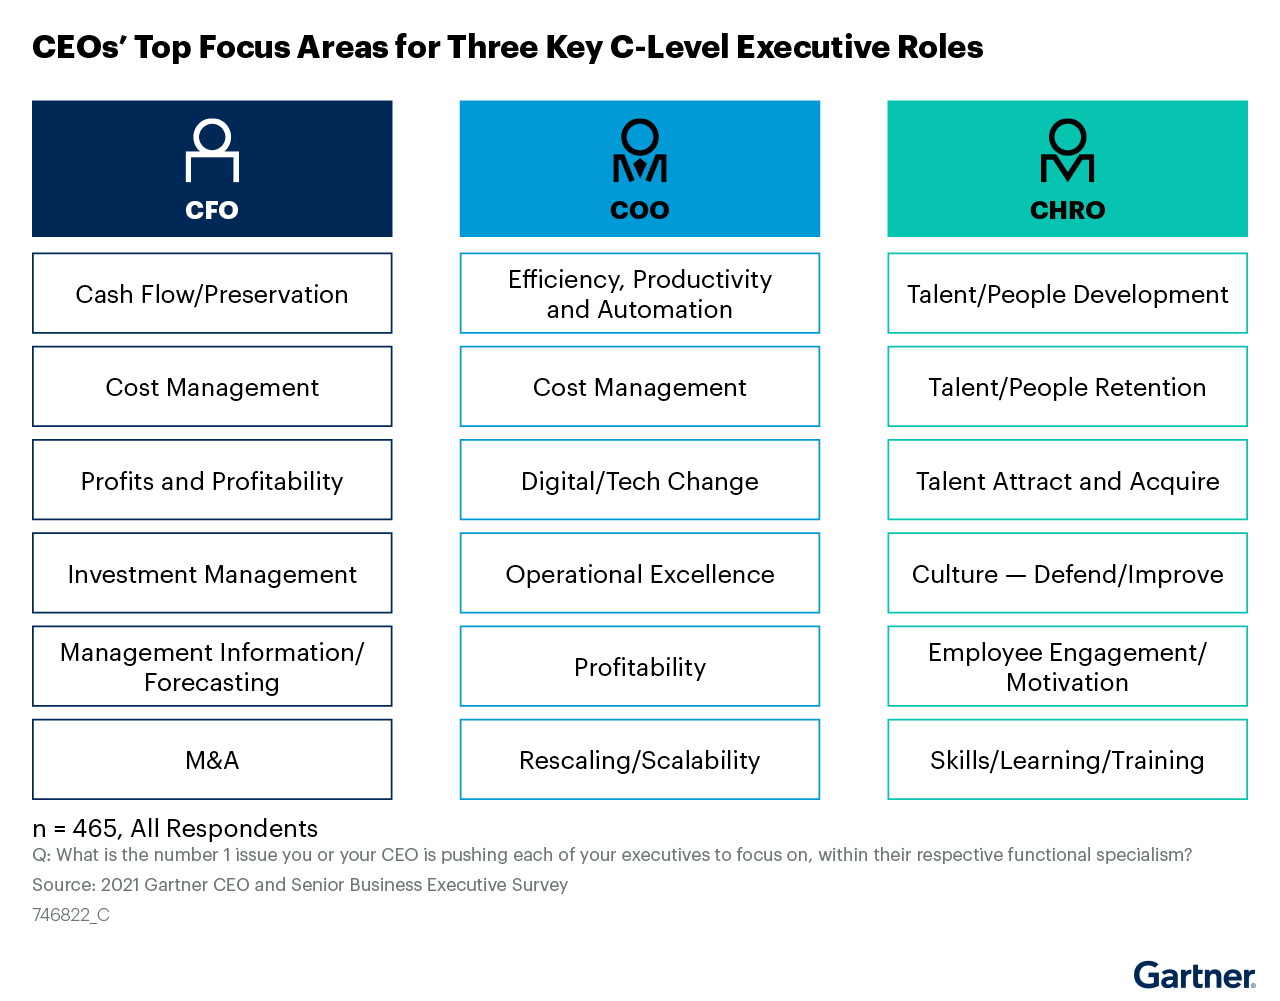 CEOs’ Top Focus Areas for Three Key C-Level Executive Roles
CFO
Cash Flow/Preservation
Cost Management
Profits and Profitability
Investment Management
Management Information/
Forecasting
M&A
COO
Efficiency, Productivity
and Automation
Cost Management
Digital/Tech Change
Operational Excellence
Profitability
Rescaling/Scalability
CHRO
Talent/People Development
Talent/People Retention
Talent Attract and Acquire
Culture — Defend/Improve
Employee Engagement/
Motivation
Skills/Learning/Training
n = 465, All Respondents
Q: What is the number 1 issue you or your CEO is pushing each of your executives to focus on, within their respective functional specialism?
Source: 2021 Gartner CEO and Senior Business Executive Survey
746822_C
Gartner®